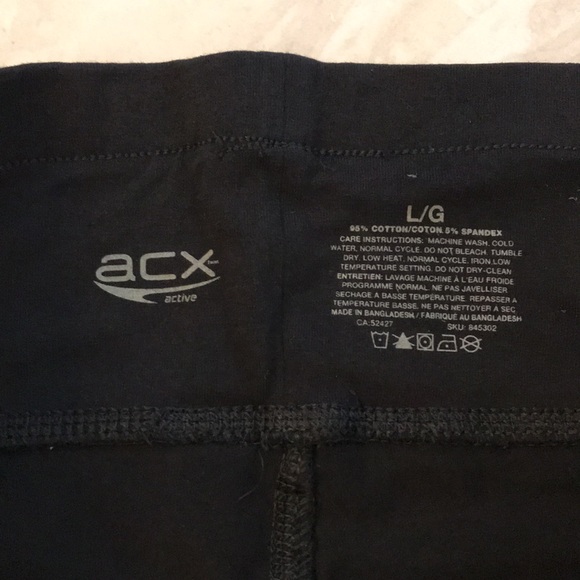 acx
active
L/G
95% COTTON/COTON 5% SPANDEX
CARE INSTRUCTIONS: MACHINE WASH, COLD
WATER, NORMAL CYCLE. DO NOT BLEACH. TUMBLE
DRY, LOW HEAT, NORMAL CYCLE. IRON,LOW
TEMPERATURE SETTING. DO NOT DRY-CLEAN
ENTRETIEN: LAVAGE MACHINE À L'EAU FROIDE
PROGRAMME NORMAL. NE PAS JAVELLISER
SÉCHAGE À BASSE TEMPÉRATURE. REPASSER À
TEMPÉRATURE BASSE. NE PAS NETTOYER À SEC
MADE IN BANGLADESH / FABRIQUÉ AU BANGLADESH
CA:52427 SKU: 845302